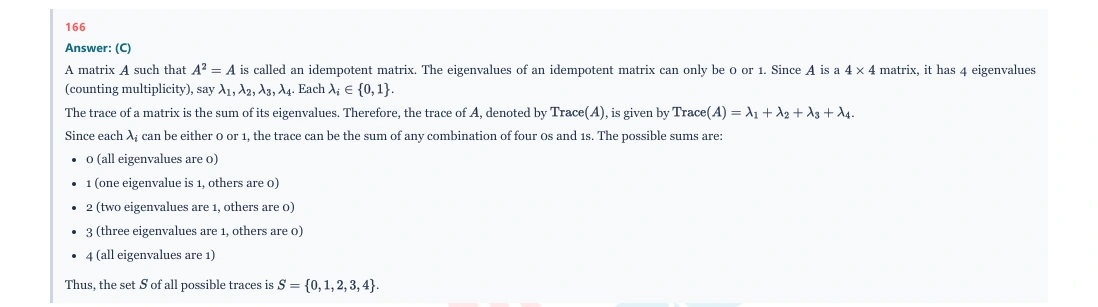 166
Answer: (C)
A matrix A such that A² = A is called an idempotent matrix. The eigenvalues of an idempotent matrix can only be 0 or 1. Since A is a 4 × 4 matrix, it has 4 eigenvalues
(counting multiplicity), say λ₁, λ₂, λ₃, λ₄. Each λᵢ ∈ {0, 1}.
The trace of a matrix is the sum of its eigenvalues. Therefore, the trace of A, denoted by Trace(A), is given by Trace(A) = λ₁ + λ₂ + λ₃ + λ₄.
Since each λᵢ can be either 0 or 1, the trace can be the sum of any combination of four 0s and 1s. The possible sums are:
• 0 (all eigenvalues are 0)
• 1 (one eigenvalue is 1, others are 0)
• 2 (two eigenvalues are 1, others are 0)
• 3 (three eigenvalues are 1, others are 0)
• 4 (all eigenvalues are 1)
Thus, the set S of all possible traces is S = {0, 1, 2, 3, 4}.